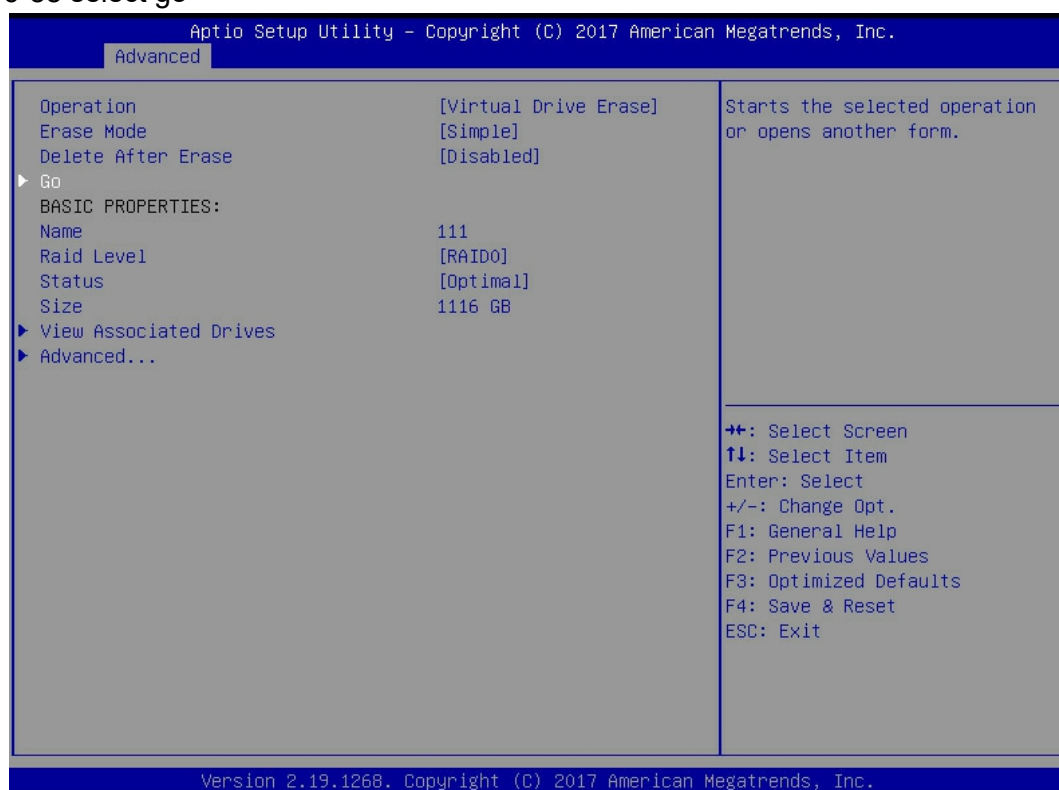 select go
Aptio Setup Utility – Copyright (C) 2017 American Megatrends, Inc.
Advanced
Operation [Virtual Drive Erase]
Erase Mode [Simple]
Delete After Erase [Disabled]
Go
BASIC PROPERTIES:
Name 111
Raid Level [RAID0]
Status [Optimal]
Size 1116 GB
View Associated Drives
Advanced...
Starts the selected operation
or opens another form.
→←: Select Screen
↑↓: Select Item
Enter: Select
+/-: Change Opt.
F1: General Help
F2: Previous Values
F3: Optimized Defaults
F4: Save & Reset
ESC: Exit
Version 2.19.1268. Copyright (C) 2017 American Megatrends, Inc.